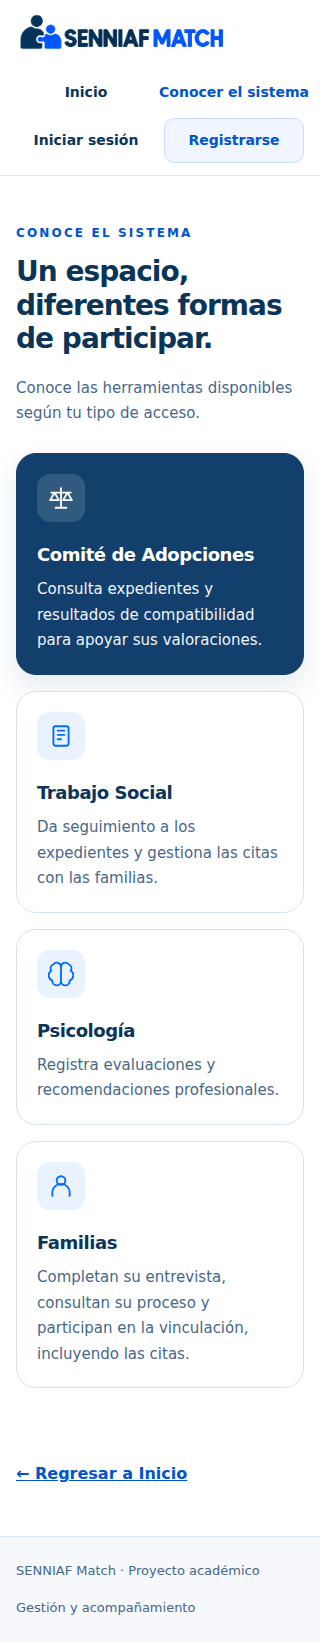 SENNIAF MATCH
Inicio
Conocer el sistema
Iniciar sesión
Registrarse
CONOCE EL SISTEMA
Un espacio,
diferentes formas
de participar.
Conoce las herramientas disponibles
según tu tipo de acceso.
Comité de Adopciones
Consulta expedientes y
resultados de compatibilidad
para apoyar sus valoraciones.
Trabajo Social
Da seguimiento a los
expedientes y gestiona las citas
con las familias.
Psicología
Registra evaluaciones y
recomendaciones profesionales.
Familias
Completan su entrevista,
consultan su proceso y
participan en la vinculación,
incluyendo las citas.
← Regresar a Inicio
SENNIAF Match · Proyecto académico
Gestión y acompañamiento